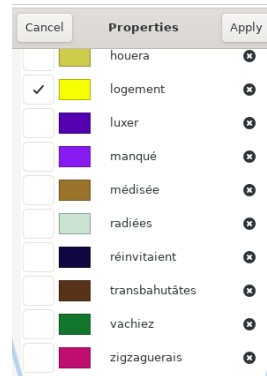 Cancel Properties Apply
houera
logement
luxer
manqué
médisée
radiées
réinvitaient
transbahutâtes
vachiez
zigzaguerais